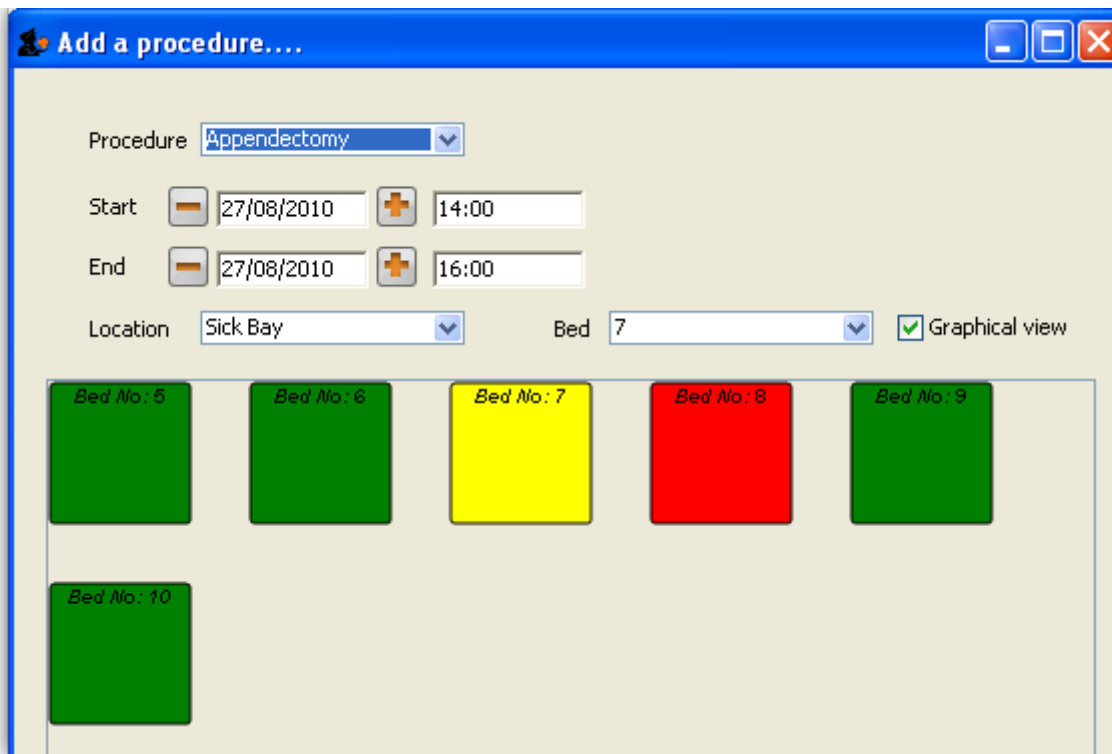 Add a procedure....
Procedure Appendectomy
Start 27/08/2010 14:00
End 27/08/2010 16:00
Location Sick Bay Bed 7 Graphical view
Bed No: 5 Bed No: 6 Bed No: 7 Bed No: 8 Bed No: 9
Bed No: 10